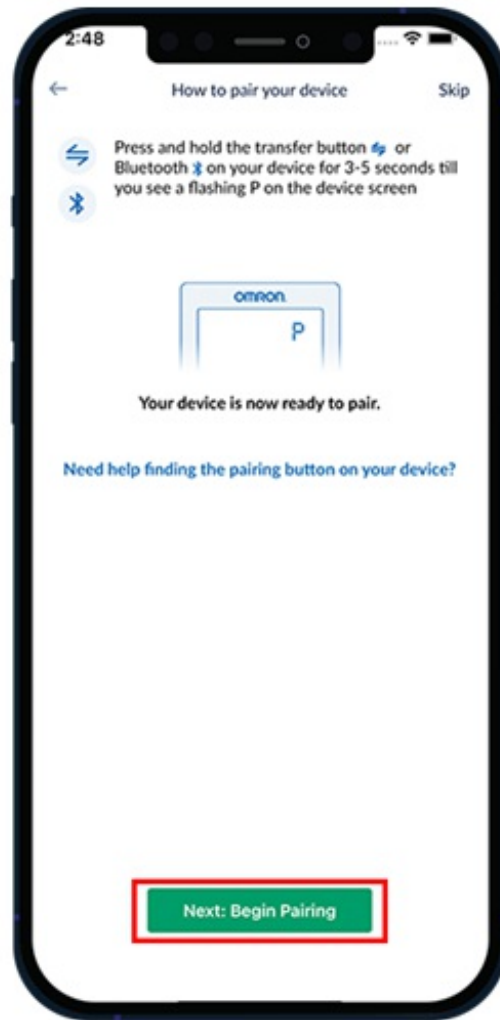 2:48
How to pair your device
Skip
Press and hold the transfer button or
Bluetooth on your device for 3-5 seconds till
you see a flashing P on the device screen
OMRON
P
Your device is now ready to pair.
Need help finding the pairing button on your device?
Next: Begin Pairing